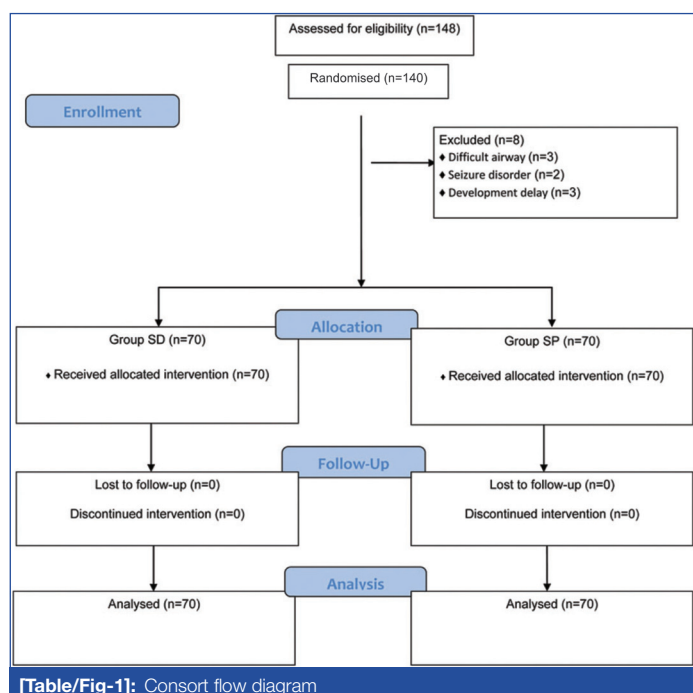 Assessed for eligibility (n=148)
Randomised (n=140)
Enrollment
Excluded (n=8)
♦ Difficult airway (n=3)
♦ Seizure disorder (n=2)
♦ Development delay (n=3)
Allocation
Group SD (n=70)
♦ Received allocated intervention (n=70)
Group SP (n=70)
♦ Received allocated intervention (n=70)
Follow-Up
Lost to follow-up (n=0)
Discontinued intervention (n=0)
Lost to follow-up (n=0)
Discontinued intervention (n=0)
Analysis
Analysed (n=70)
Analysed (n=70)
[Table/Fig-1]: Consort flow diagram